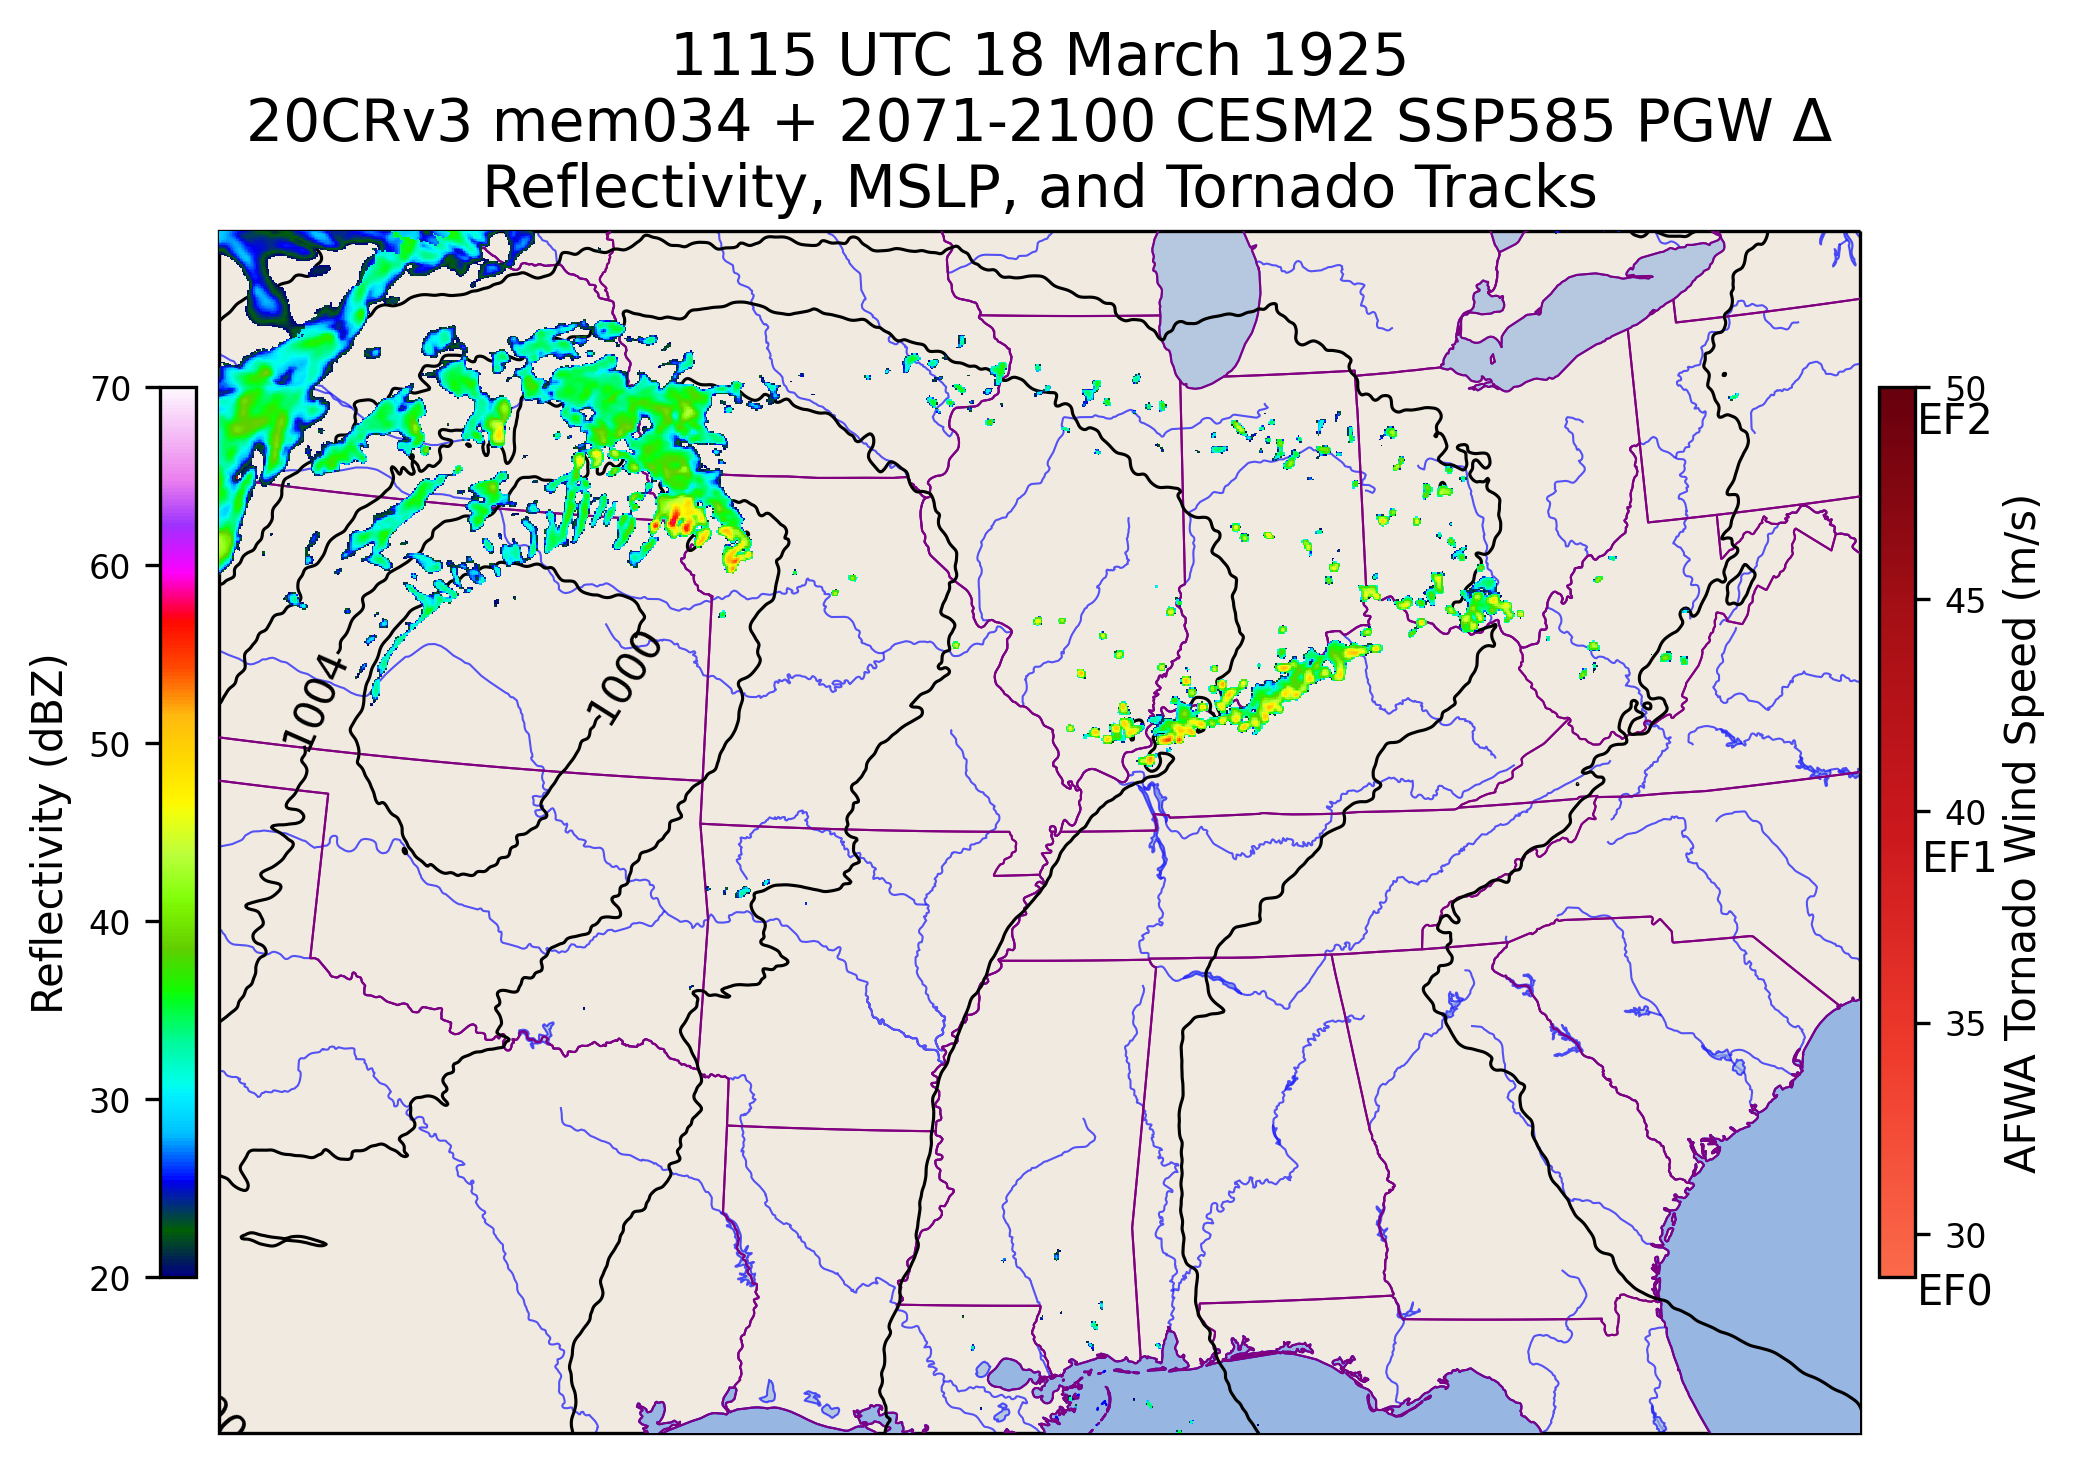 1115 UTC 18 March 1925
20CRv3 mem034 + 2071-2100 CESM2 SSP585 PGW Δ
Reflectivity, MSLP, and Tornado Tracks
Reflectivity (dBZ)
70
60
50
40
30
20
1004
1000
50
EF2
45
40
EF1
35
30
EF0
AFWA Tornado Wind Speed (m/s)